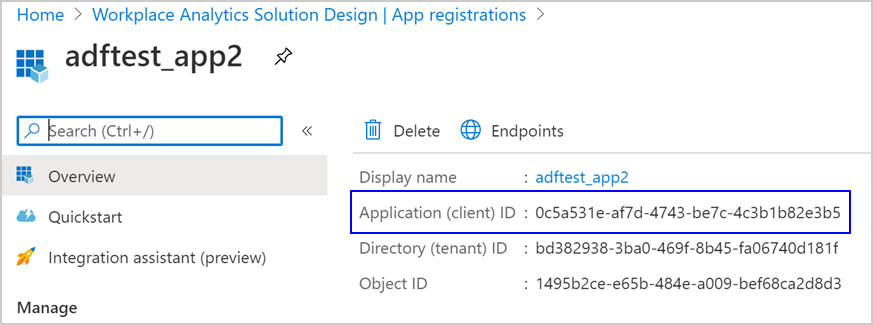 Home > Workplace Analytics Solution Design | App registrations >
adftest_app2
Search (Ctrl+/)
«
Delete
Endpoints
Overview
Quickstart
Integration assistant (preview)
Manage
Display name : adftest_app2
Application (client) ID : 0c5a531e-af7d-4743-be7c-4c3b1b82e3b5
Directory (tenant) ID : bd382938-3ba0-469f-8b45-fa06740d181f
Object ID : 1495b2ce-e65b-484e-a009-bef68ca2d8d3